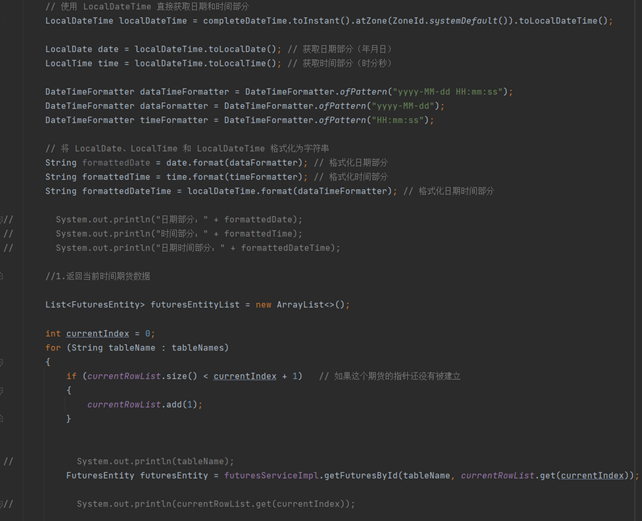 // 使用 LocalDateTime 直接获取日期和时间部分
LocalDateTime localDateTime = completeDateTime.toInstant().atZone(ZoneId.systemDefault()).toLocalDateTime();
LocalDate date = localDateTime.toLocalDate(); // 获取日期部分（年月日）
LocalTime time = localDateTime.toLocalTime(); // 获取时间部分（时分秒）
DateTimeFormatter dataTimeFormatter = DateTimeFormatter.ofPattern("yyyy-MM-dd HH:mm:ss");
DateTimeFormatter dataFormatter = DateTimeFormatter.ofPattern("yyyy-MM-dd");
DateTimeFormatter timeFormatter = DateTimeFormatter.ofPattern("HH:mm:ss");
// 将 LocalDate、LocalTime 和 LocalDateTime 格式化为字符串
String formattedDate = date.format(dataFormatter); // 格式化日期部分
String formattedTime = time.format(timeFormatter); // 格式化时间部分
String formattedDateTime = localDateTime.format(dataTimeFormatter); // 格式化日期时间部分
// System.out.println("日期部分：" + formattedDate);
// System.out.println("时间部分：" + formattedTime);
// System.out.println("日期时间部分：" + formattedDateTime);
//1.返回当前时间期货数据
List<FuturesEntity> futuresEntityList = new ArrayList<>();
int currentIndex = 0;
for (String tableName : tableNames)
{
if (currentRowList.size() < currentIndex + 1) // 如果这个期货的指针还没有被建立
{
currentRowList.add(1);
}
// System.out.println(tableName);
FuturesEntity futuresEntity = futuresServiceImpl.getFuturesById(tableName, currentRowList.get(currentIndex));
// System.out.println(currentRowList.get(currentIndex));